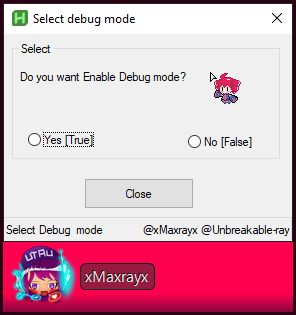 Select debug mode
Select
Do you want Enable Debug mode?
Yes [True]
No [False]
Close
Select Debug mode
@xMaxrayx @Unbreakable-ray
UTAU
xMaxrayx